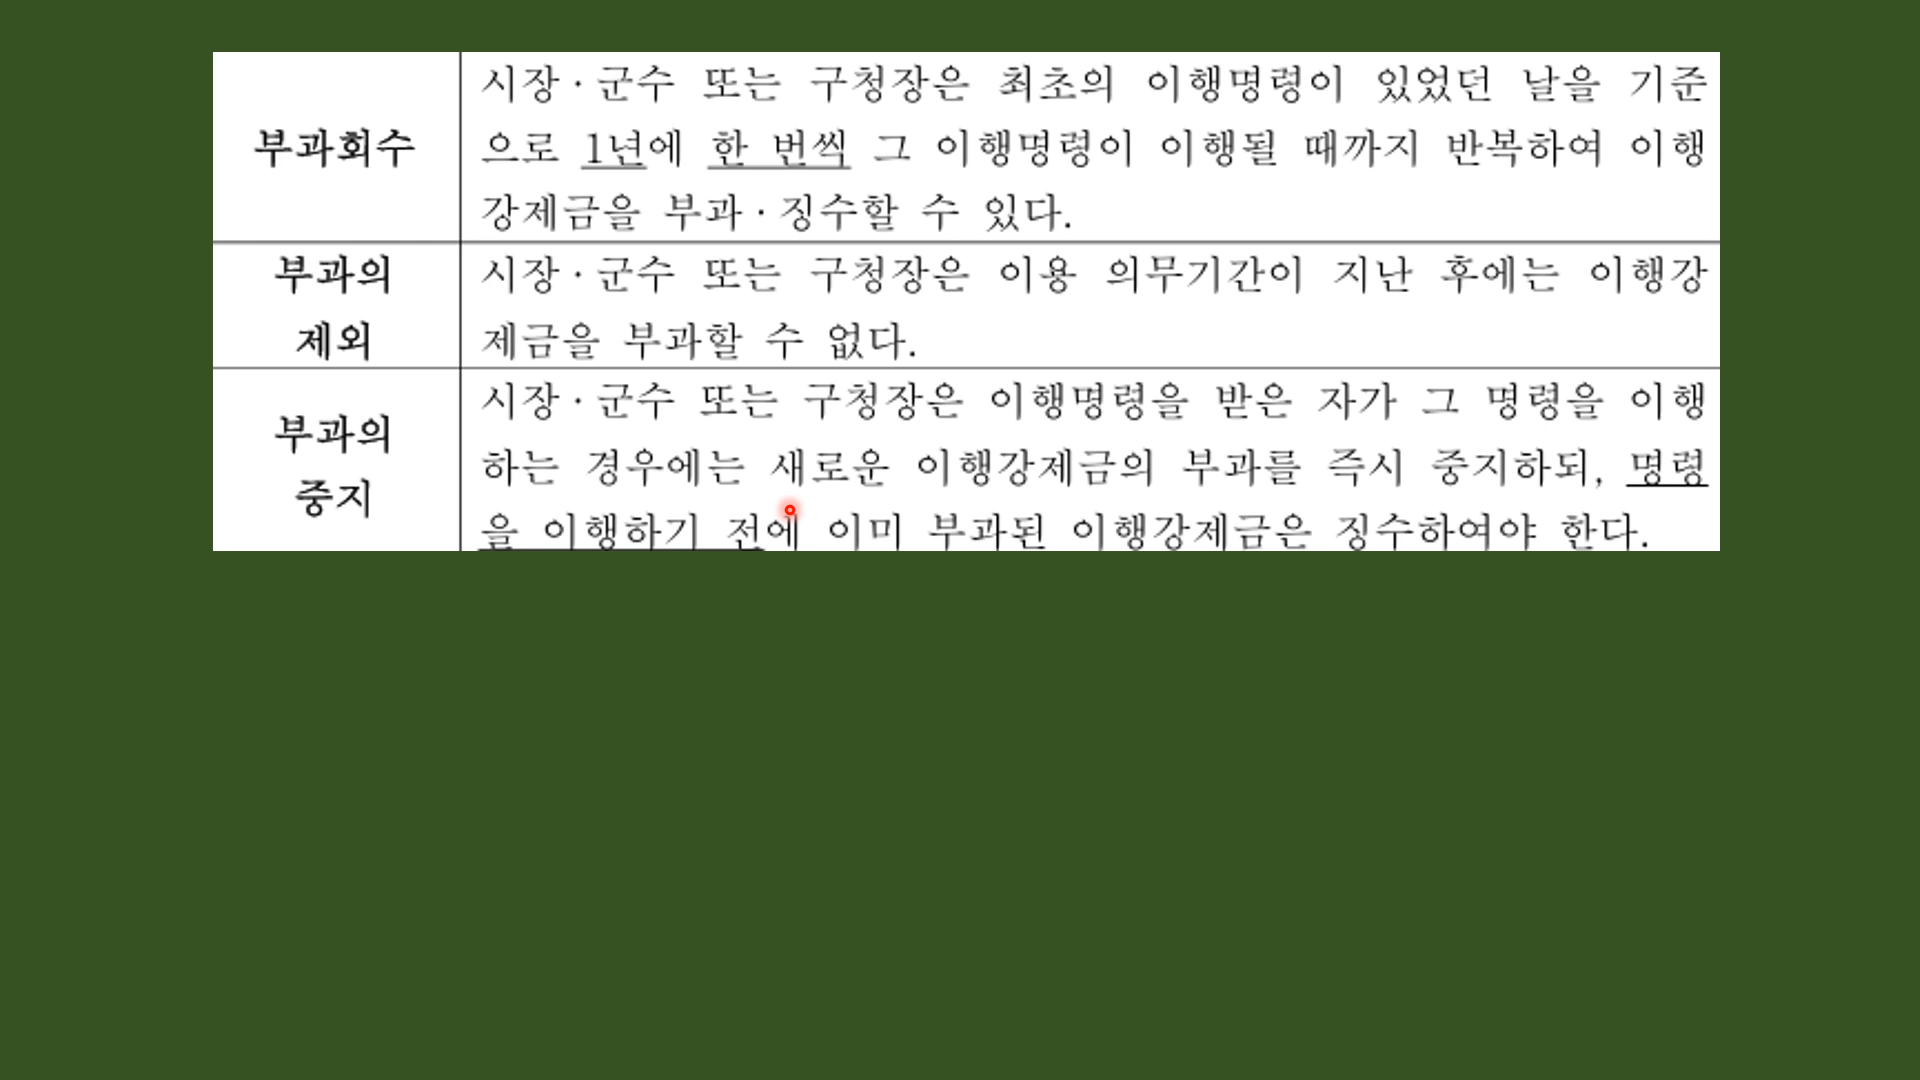 부과회수
시장 · 군수 또는 구청장은 최초의 이행명령이 있었던 날을 기준
으로 1년에 한 번씩 그 이행명령이 이행될 때까지 반복하여 이행
강제금을 부과 · 징수할 수 있다.
부과의
제외
시장 · 군수 또는 구청장은 이용 의무기간이 지난 후에는 이행강
제금을 부과할 수 없다.
부과의
중지
시장 · 군수 또는 구청장은 이행명령을 받은 자가 그 명령을 이행
하는 경우에는 새로운 이행강제금의 부과를 즉시 중지하되, 명령
을 이행하기 전에 이미 부과된 이행강제금은 징수하여야 한다.